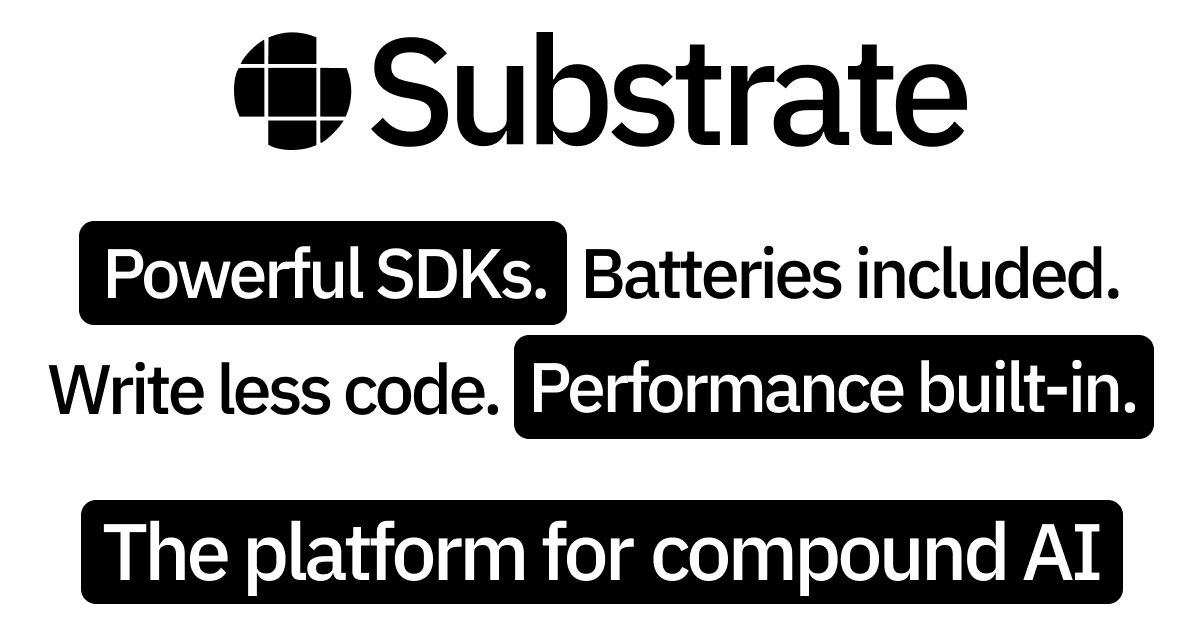 Substrate
Powerful SDKs. Batteries included.
Write less code. Performance built-in.
The platform for compound AI